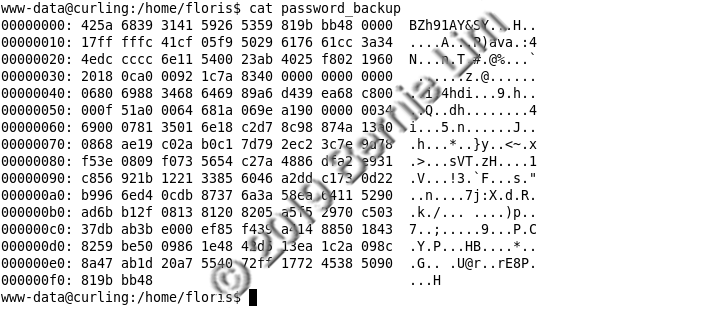 www-data@curling:/home/floris$ cat password_backup
00000000: 425a 6839 3141 5926 5359 819b bb48 0000  BZh91AY&SY...H..
00000010: 17ff fffc 41cf 05f9 5029 6176 61cc 3a34  ....A...P)ava.:4
00000020: 4edc cccc 6e11 5400 23ab 4025 f802 1960  N...n.T.#.@%...`
00000030: 2018 0ca0 0092 1c7a 8340 0000 0000 0000   ......z.@......
00000040: 0680 6988 3468 6469 89a6 d439 ea68 c800  ..i.4hdi...9.h..
00000050: 000f 51a0 0064 681a 069e a190 0000 0034  ..Q..dh........4
00000060: 6900 0781 3501 6e18 c2d7 8c98 874a 13a0  i...5.n......J..
00000070: 0868 ae19 c02a b0c1 7d79 2ec2 3c7e 9d78  .h...*..}y..<~.x
00000080: f53e 0809 f073 5654 c27a 4886 dfa2 e931  .>...sVT.zH....1
00000090: c856 921b 1221 3385 6046 a2dd c173 0d22  .V...!3.`F...s."
000000a0: b996 6ed4 0cdb 8737 6a3a 58ea 6411 5290  ..n....7j:X.d.R.
000000b0: ad6b b12f 0813 8120 8205 a5f5 2970 c503  .k./... ....)p..
000000c0: 37db ab3b e000 ef85 f439 a414 8850 1843  7..;.....9...P.C
000000d0: 8259 be50 0986 1e48 42d5 13ea 1c2a 098c  .Y.P...HB....*..
000000e0: 8a47 ab1d 20a7 5540 72ff 1772 4538 5090  .G.. .U@r..rE8P.
000000f0: 819b bb48                                ...H
www-data@curling:/home/floris$
© 2019 Bernie Lim